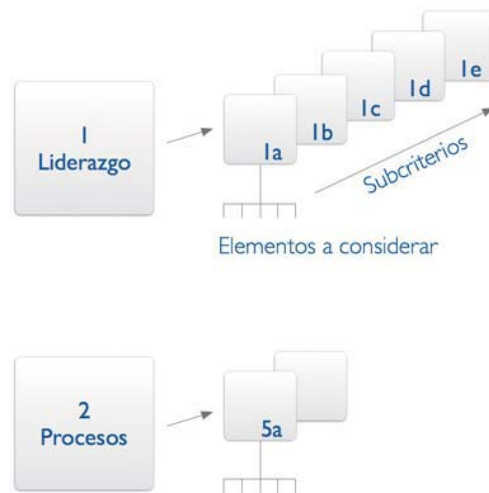 1
Liderazgo
1a
1b
1c
1d
1e
Subcriterios
Elementos a considerar
2
Procesos
5a